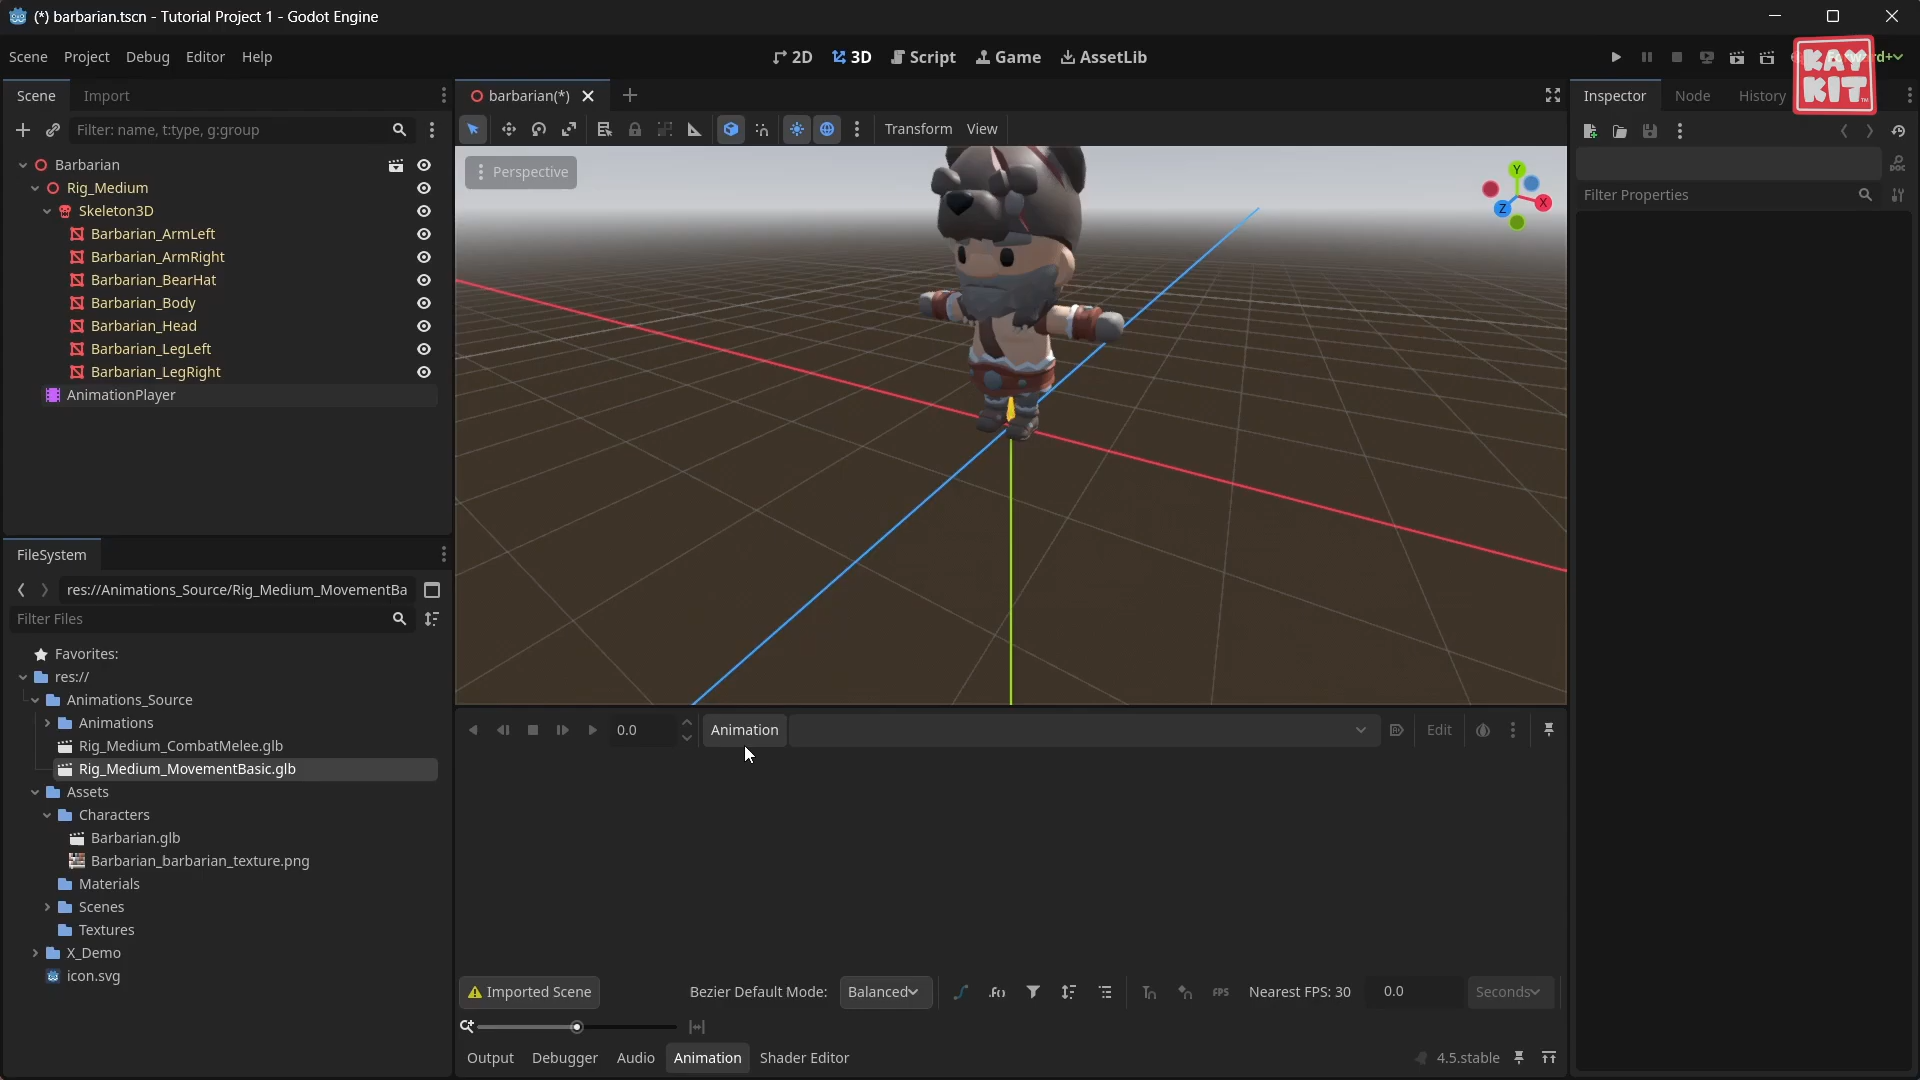 (*) barbarian.tscn - Tutorial Project 1 - Godot Engine
Scene Project Debug Editor Help
2D 3D Script Game AssetLib
KAY KIT
Scene Import
barbarian(*)
Inspector Node History
Filter: name, t:type, g:group
Transform View
Barbarian
Rig_Medium
Skeleton3D
Barbarian_ArmLeft
Barbarian_ArmRight
Barbarian_BearHat
Barbarian_Body
Barbarian_Head
Barbarian_LegLeft
Barbarian_LegRight
AnimationPlayer
Perspective
Y
X
Z
DOC
Filter Properties
FileSystem
res://Animations_Source/Rig_Medium_MovementBa
Filter Files
Favorites:
res://
Animations_Source
Animations
Rig_Medium_CombatMelee.glb
Rig_Medium_MovementBasic.glb
Assets
Characters
Barbarian.glb
Barbarian_barbarian_texture.png
Materials
Scenes
Textures
X_Demo
icon.svg
0.0 Animation Edit
Imported Scene Bezier Default Mode: Balanced FPS Nearest FPS: 30 0.0 Seconds
Output Debugger Audio Animation Shader Editor 4.5.stable